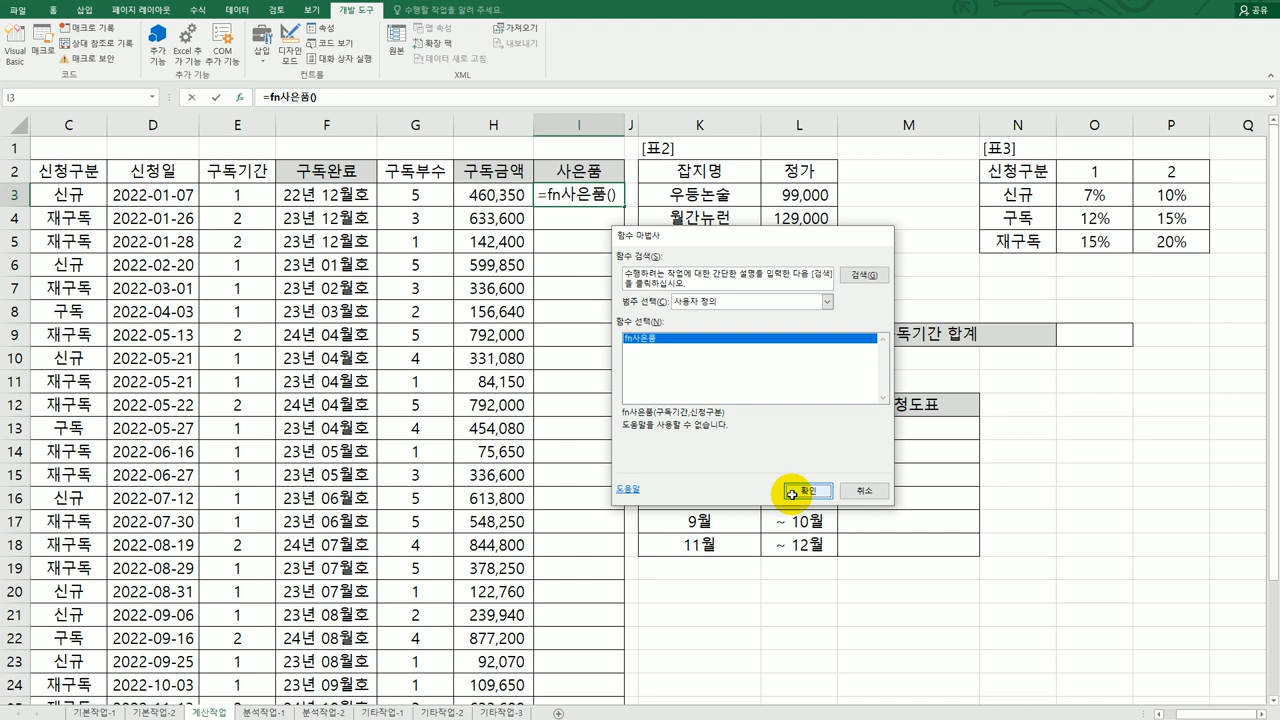 파일 홈 삽입 페이지 레이아웃 수식 데이터 검토 보기 개발 도구 수행할 작업을 알려 주세요. 공유
Visual Basic 매크로 매크로 기록 상대 참조로 기록 매크로 보안 추가 기능 Excel 추가 기능 COM 추가 기능 삽입 디자인 모드 속성 코드 보기 대화 상자 실행 원본 맵 속성 확장 팩 데이터 새로 고침 가져오기 내보내기
코드 추가 기능 컨트롤 XML
I3 fx =fn사은품()
C D E F G H I J K L M N O P Q
1 [표2] [표3]
2 신청구분 신청일 구독기간 구독완료 구독부수 구독금액 사은품 잡지명 정가 신청구분 1 2
3 신규 2022-01-07 1 22년 12월호 5 460,350 =fn사은품() 우등논술 99,000 신규 7% 10%
4 재구독 2022-01-26 2 23년 12월호 3 633,600 월간뉴런 129,000 구독 12% 15%
5 재구독 2022-01-28 2 23년 12월호 1 142,400 재구독 15% 20%
6 신규 2022-02-20 1 23년 01월호 5 599,850
7 재구독 2022-03-01 1 23년 02월호 3 336,600
8 구독 2022-04-03 1 23년 03월호 2 156,640
9 재구독 2022-05-13 2 24년 04월호 5 792,000 독기간 합계
10 신규 2022-05-21 1 23년 04월호 4 331,080
11 재구독 2022-05-21 1 23년 04월호 1 84,150
12 재구독 2022-05-22 2 24년 04월호 5 792,000 청도표
13 구독 2022-05-27 1 23년 04월호 4 454,080
14 재구독 2022-06-16 1 23년 05월호 1 75,650
15 재구독 2022-06-27 1 23년 05월호 3 336,600
16 신규 2022-07-12 1 23년 06월호 5 613,800
17 재구독 2022-07-30 1 23년 06월호 5 548,250 9월 ~ 10월
18 재구독 2022-08-19 2 24년 07월호 4 844,800 11월 ~ 12월
19 재구독 2022-08-29 1 23년 07월호 5 378,250
20 신규 2022-08-31 1 23년 07월호 1 122,760
21 신규 2022-09-06 1 23년 08월호 2 239,940
22 구독 2022-09-16 2 24년 08월호 4 877,200
23 신규 2022-09-25 1 23년 08월호 1 92,070
24 재구독 2022-10-03 1 23년 09월호 1 109,650
함수 마법사
함수 검색(S):
수행하려는 작업에 대한 간단한 설명을 입력한 다음 [검색]
을 클릭하십시오.
검색(G)
범주 선택(C): 사용자 정의
함수 선택(N):
fn사은품
fn사은품(구독기간,신청구분)
도움말을 사용할 수 없습니다.
도움말 확인 취소
기본작업-1 기본작업-2 계산작업 분석작업-1 분석작업-2 기타작업-1 기타작업-2 기타작업-3